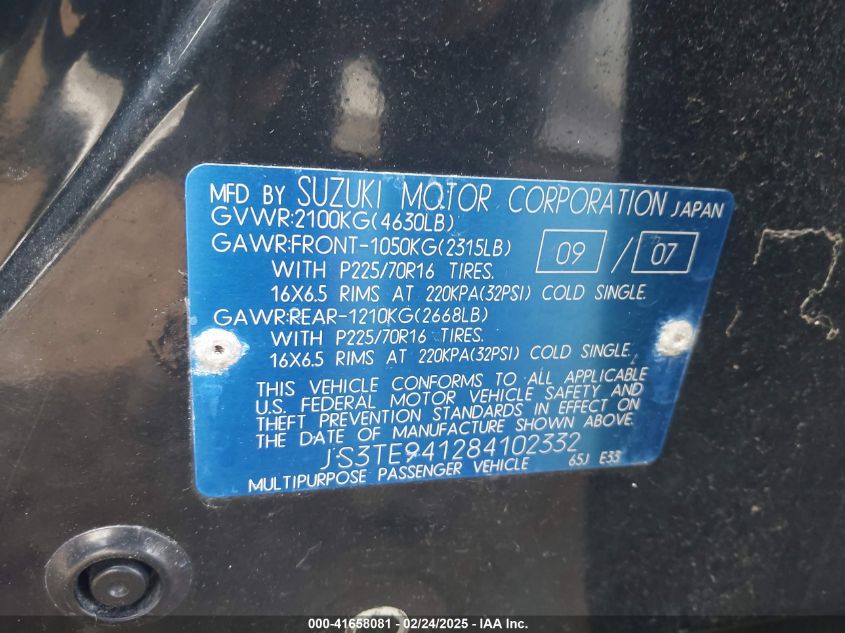 MFD BY SUZUKI MOTOR CORPORATION JAPAN
GVWR:2100KG(4630LB)
GAWR:FRONT-1050KG(2315LB) 09 / 07
WITH P225/70R16 TIRES.
16X6.5 RIMS AT 220KPA(32PSI) COLD SINGLE.
GAWR:REAR-1210KG(2668LB)
WITH P225/70R16 TIRES.
16X6.5 RIMS AT 220KPA(32PSI) COLD SINGLE.
THIS VEHICLE CONFORMS TO ALL APPLICABLE
U.S. FEDERAL MOTOR VEHICLE SAFETY AND
THEFT PREVENTION STANDARDS IN EFFECT ON
THE DATE OF MANUFACTURE SHOWN ABOVE.
JS3TE941284102332
MULTIPURPOSE PASSENGER VEHICLE 65J E33
000-41658081 - 02/24/2025 - IAA Inc.